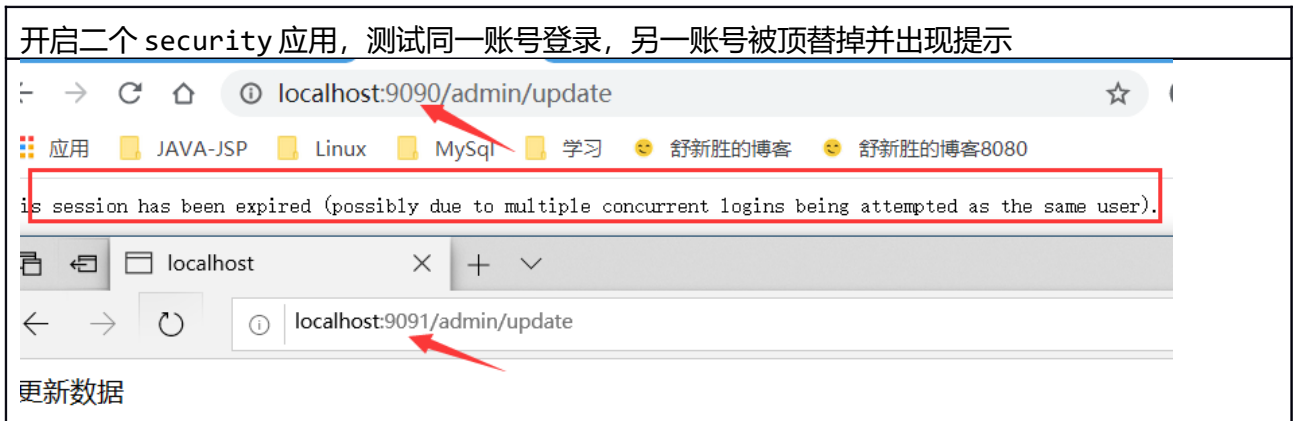 开启二个 security 应用，测试同一账号登录，另一账号被顶替掉并出现提示
localhost:9090/admin/update
应用 JAVA-JSP Linux MySql 学习 舒新胜的博客 舒新胜的博客8080
is session has been expired (possibly due to multiple concurrent logins being attempted as the same user).
localhost
localhost:9091/admin/update
更新数据